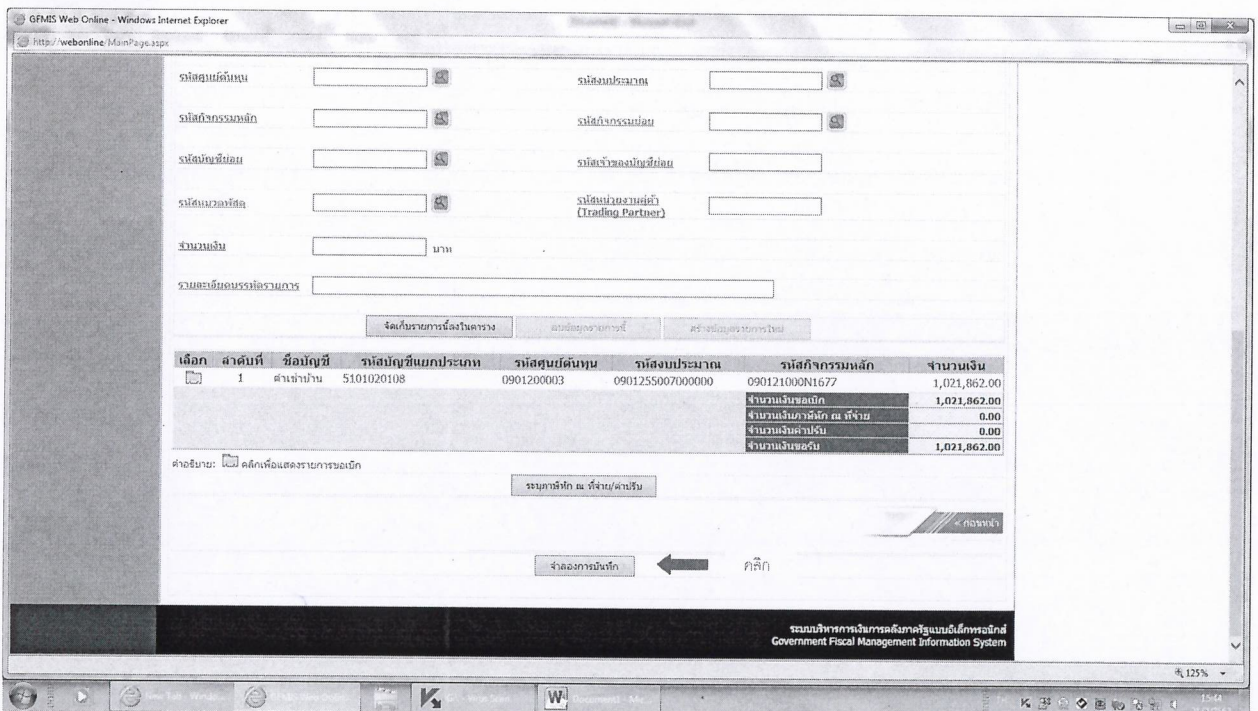 GFMIS Web Online - Windows Internet Explorer
http://webonline/MainPage.aspx
รหัสศูนย์ต้นทุน รหัสงบประมาณ
รหัสกิจกรรมหลัก รหัสกิจกรรมย่อย
รหัสบัญชีย่อย รหัสเจ้าของบัญชีย่อย
รหัสหมวดพัสดุ รหัสหน่วยงานคู่ค้า
(Trading Partner)
จำนวนเงิน บาท
รายละเอียดบรรทัดรายการ
จัดเก็บรายการนี้ลงในตาราง ลบข้อมูลรายการนี้ สร้างข้อมูลรายการใหม่
เลือก ลำดับที่ ชื่อบัญชี รหัสบัญชีแยกประเภท รหัสศูนย์ต้นทุน รหัสงบประมาณ รหัสกิจกรรมหลัก จำนวนเงิน
1 ค่าเช่าบ้าน 5101020108 0901200003 0901255007000000 090121000N1677 1,021,862.00
จำนวนเงินขอเบิก 1,021,862.00
จำนวนเงินภาษีหัก ณ ที่จ่าย 0.00
จำนวนเงินค่าปรับ 0.00
จำนวนเงินขอรับ 1,021,862.00
คำอธิบาย: คลิกเพื่อแสดงรายการขอเบิก
ระบุภาษีหัก ณ ที่จ่าย/ค่าปรับ
< ก่อนหน้า
จำลองการบันทึก คลิก
ระบบบริหารการเงินการคลังภาครัฐแบบอิเล็กทรอนิกส์
Government Fiscal Management Information System
125%
15:44